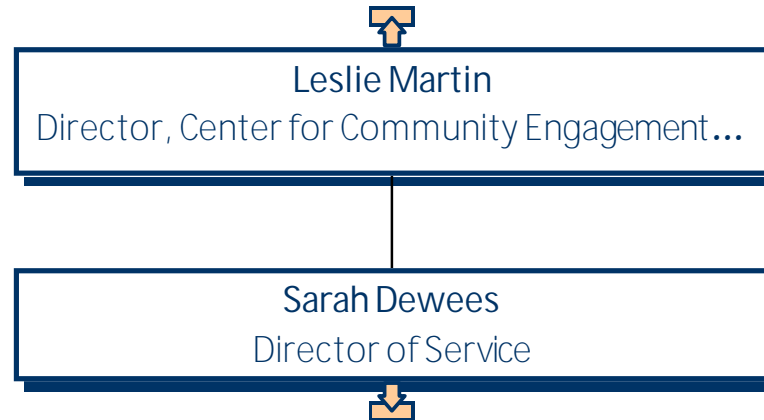 Leslie Martin
Director, Center for Community Engagement...
Sarah Dewees
Director of Service